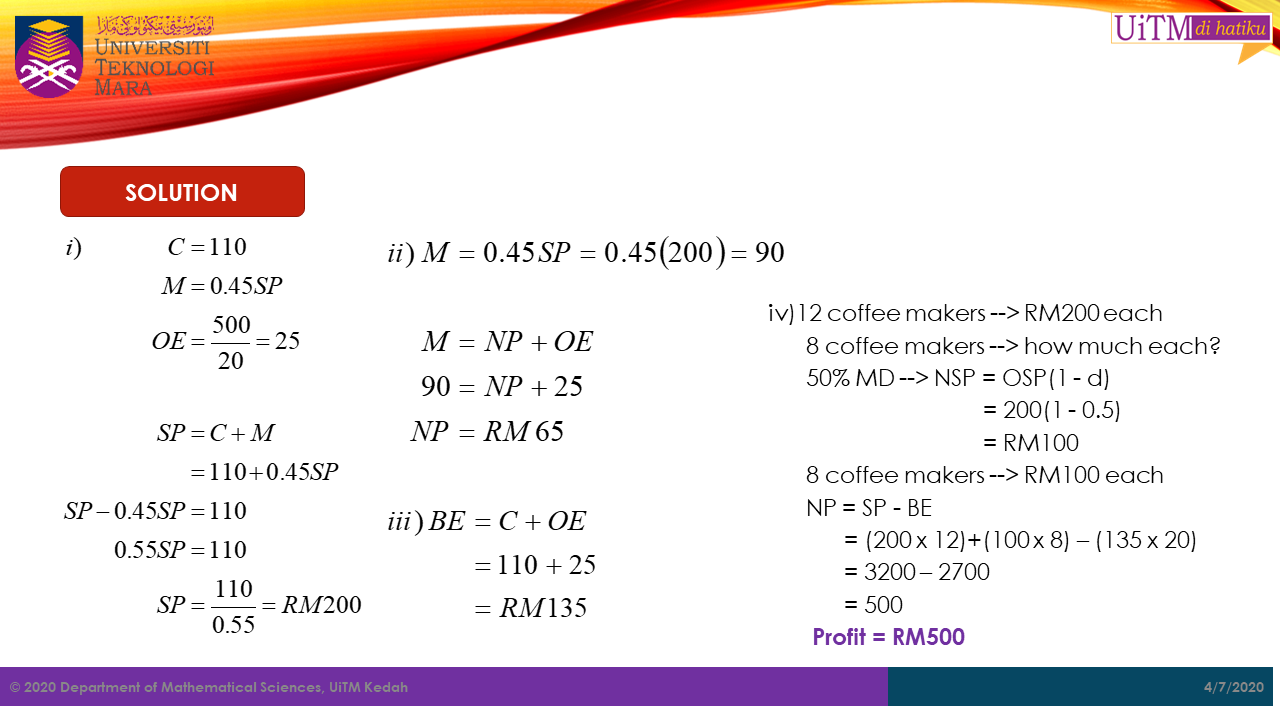 UNIVERSITI
TEKNOLOGI
MARA
UiTM di hatiku
SOLUTION
i) C = 110
M = 0.45SP
OE = 500/20 = 25
SP = C + M
= 110 + 0.45SP
SP − 0.45SP = 110
0.55SP = 110
SP = 110/0.55 = RM200
ii) M = 0.45SP = 0.45(200) = 90
M = NP + OE
90 = NP + 25
NP = RM 65
iii) BE = C + OE
= 110 + 25
= RM135
iv)12 coffee makers --> RM200 each
8 coffee makers --> how much each?
50% MD --> NSP = OSP(1 - d)
= 200(1 - 0.5)
= RM100
8 coffee makers --> RM100 each
NP = SP - BE
= (200 x 12)+(100 x 8) – (135 x 20)
= 3200 – 2700
= 500
Profit = RM500
© 2020 Department of Mathematical Sciences, UiTM Kedah
4/7/2020